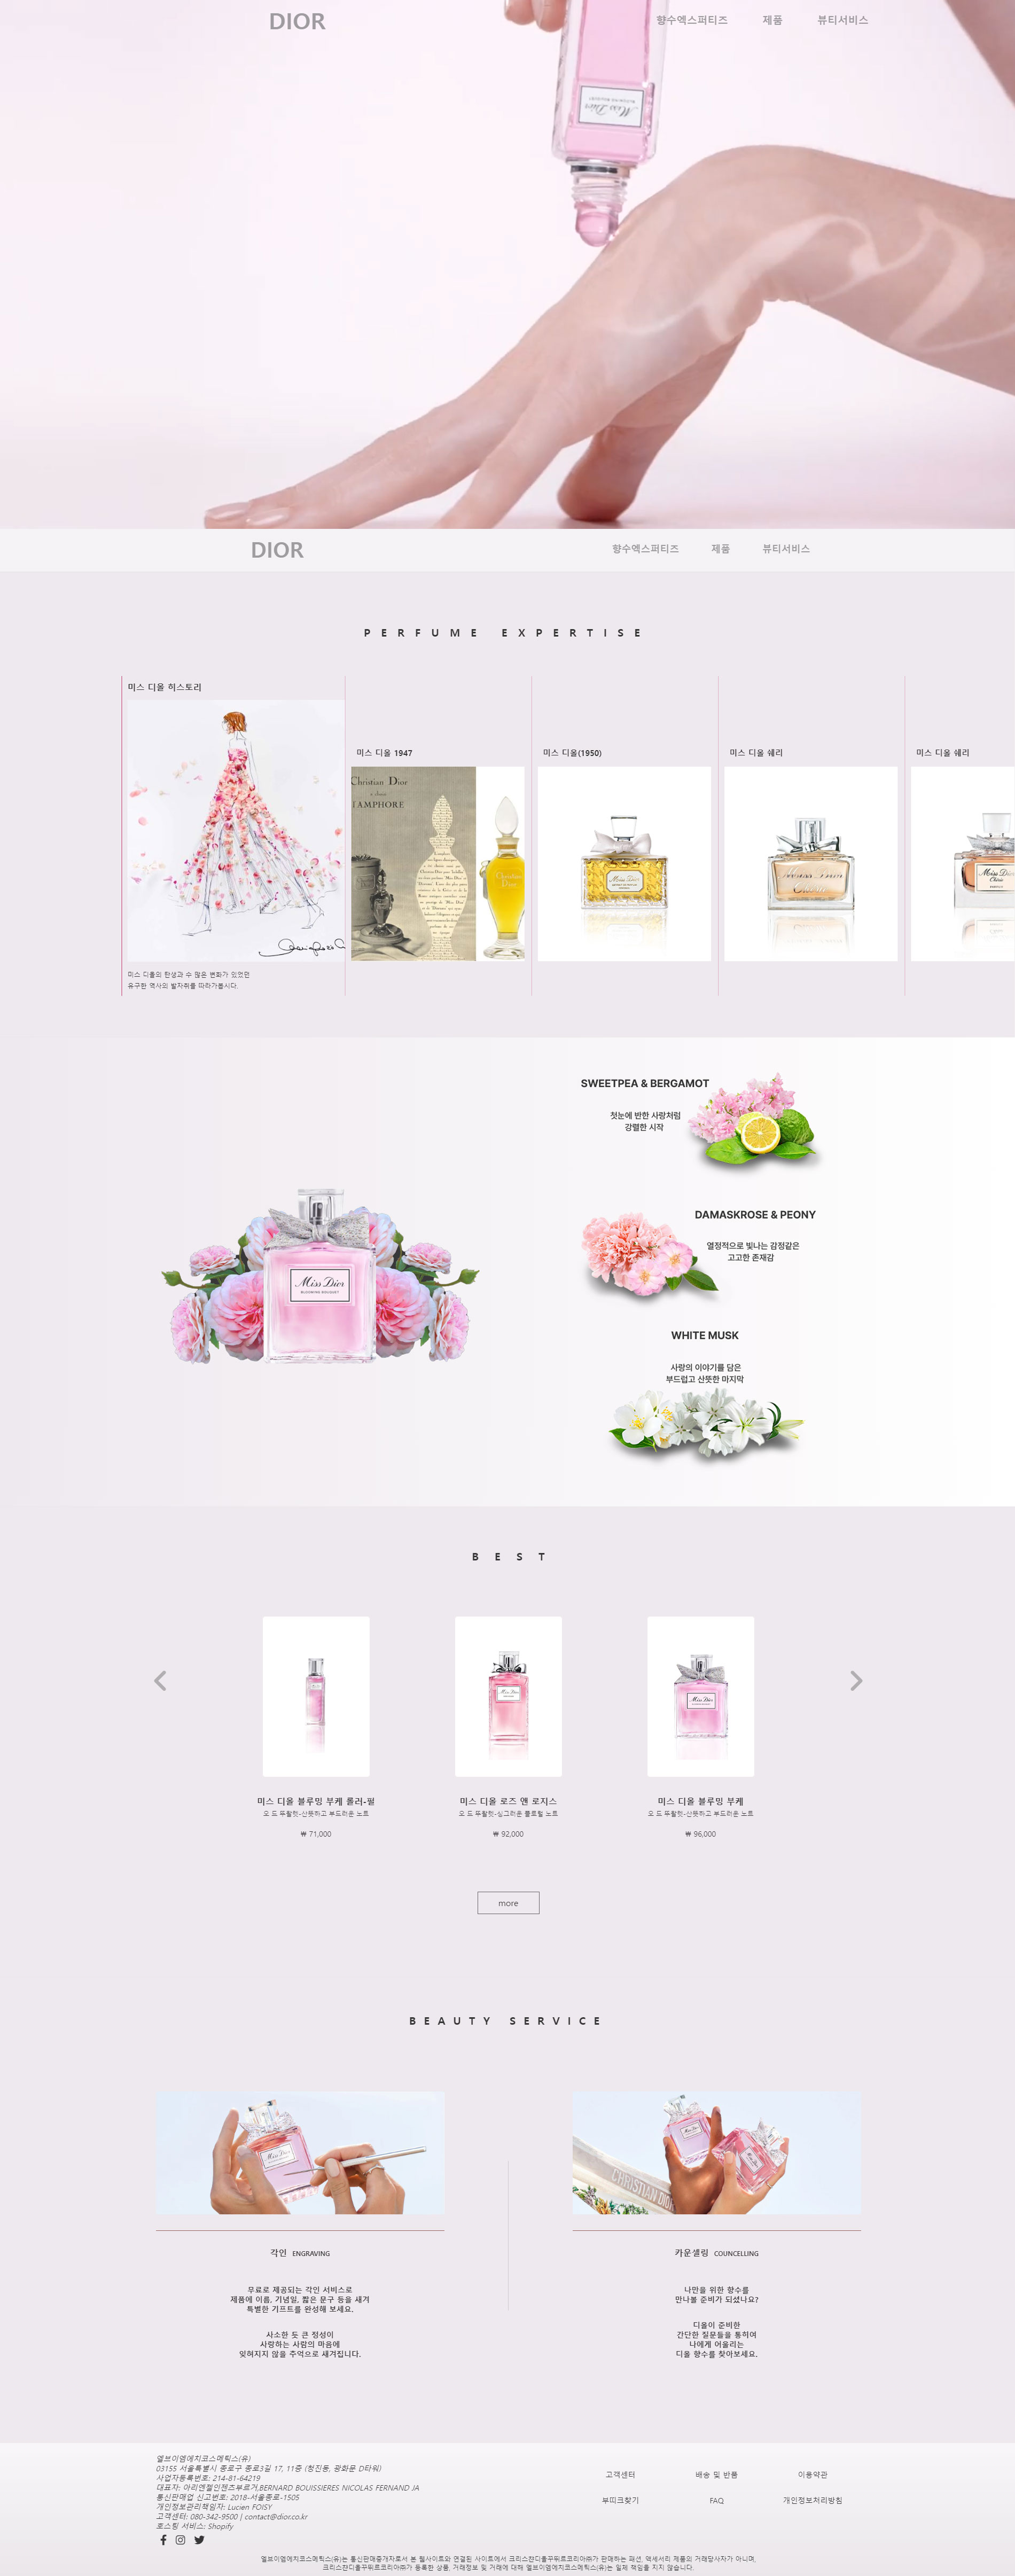 DIOR
향수엑스퍼티즈 제품 뷰티서비스
Miss Dior
DIOR
향수엑스퍼티즈 제품 뷰티서비스
PERFUME EXPERTISE
미스 디올 히스토리
미스 디올의 탄생과 수 많은 변화가 있었던
유구한 역사의 발자취를 따라가봅시다.
미스 디올 1947
Christian Dior
미스 디올(1950)
미스 디올 쉐리
미스 디올 쉐리
Miss Dior
BLOOMING BOUQUET
SWEETPEA & BERGAMOT
첫눈에 반한 사랑처럼
강렬한 시작
DAMASKROSE & PEONY
열정적으로 빛나는 감정같은
고고한 존재감
WHITE MUSK
사랑의 이야기를 담은
부드럽고 산뜻한 마지막
BEST
미스 디올 블루밍 부케 롤러-펄
오 드 뚜왈렛-산뜻하고 부드러운 노트
₩ 71,000
Miss Dior
미스 디올 로즈 앤 로지스
오 드 뚜왈렛-싱그러운 플로럴 노트
₩ 92,000
Miss Dior
미스 디올 블루밍 부케
오 드 뚜왈렛-산뜻하고 부드러운 노트
₩ 96,000
more
BEAUTY SERVICE
Miss Dior
각인 ENGRAVING
무료로 제공되는 각인 서비스로
제품에 이름, 기념일, 짧은 문구 등을 새겨
특별한 기프트를 완성해 보세요.
사소한 듯 큰 정성이
사랑하는 사람의 마음에
잊혀지지 않을 추억으로 새겨집니다.
Miss Dior
CHRISTIAN DIOR
카운셀링 COUNCELLING
나만을 위한 향수를
만나볼 준비가 되셨나요?
디올이 준비한
간단한 질문들을 통하여
나에게 어울리는
디올 향수를 찾아보세요.
엘브이엠에치코스메틱스(유)
03155 서울특별시 종로구 종로3길 17, 11층 (청진동, 광화문 D타워)
사업자등록번호: 214-81-64219
대표자: 아리엔젤인젠즈부르거,BERNARD BOUISSIERES NICOLAS FERNAND JA
통신판매업 신고번호: 2018-서울종로-1505
개인정보관리책임자: Lucien FOISY
고객센터: 080-342-9500 | contact@dior.co.kr
호스팅 서비스: Shopify
고객센터 배송 및 반품 이용약관
부띠크찾기 FAQ 개인정보처리방침
엘브이엠에치코스메틱스(유)는 통신판매중개자로서 본 웹사이트와 연결된 사이트에서 크리스챤디올꾸뛰르코리아㈜가 판매하는 패션, 액세서리 제품의 거래당사자가 아니며,
크리스챤디올꾸뛰르코리아㈜가 등록한 상품, 거래정보 및 거래에 대해 엘브이엠에치코스메틱스(유)는 일체 책임을 지지 않습니다.